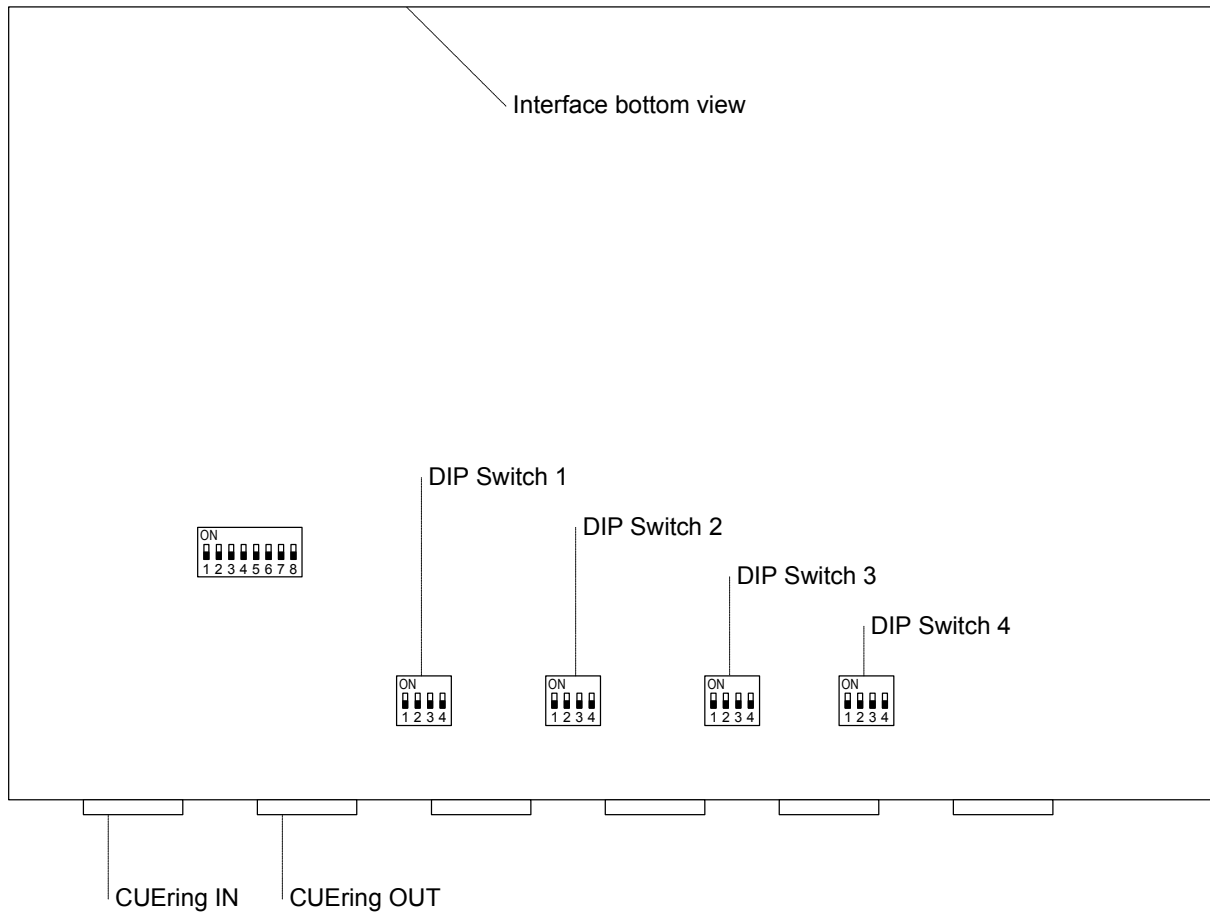 Interface bottom view
DIP Switch 1
DIP Switch 2
ON
1 2 3 4 5 6 7 8
DIP Switch 3
DIP Switch 4
ON
1 2 3 4
ON
1 2 3 4
ON
1 2 3 4
ON
1 2 3 4
CUEring IN
CUEring OUT